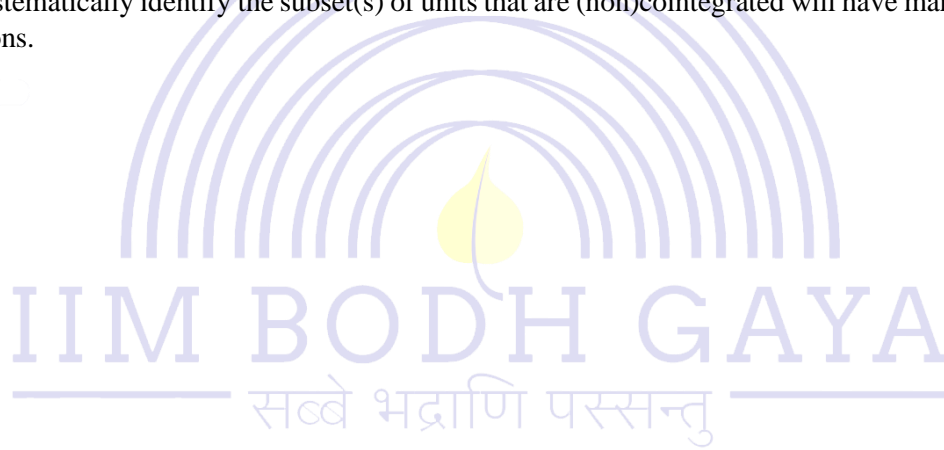 stematically identify the subset(s) of units that are (non)cointegrated will have
ons.
IIM BODH GAYA
सब्बे भद्राणि पस्सन्तु